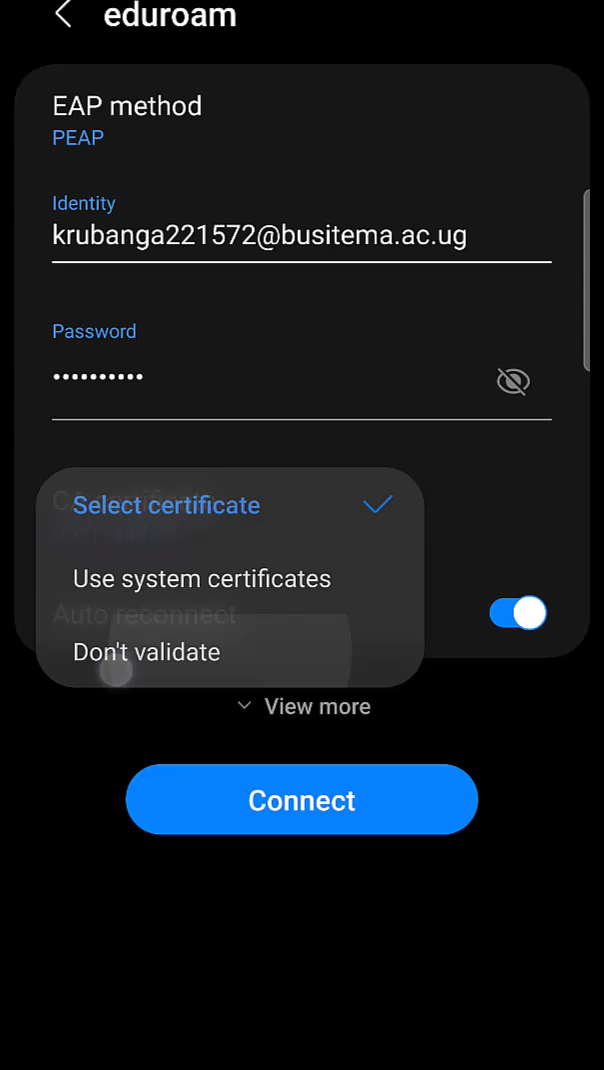 eduroam
EAP method
PEAP
Identity
krubanga221572@busitema.ac.ug
Password
••••••••••
Select certificate
Use system certificates
Auto reconnect
Don't validate
View more
Connect